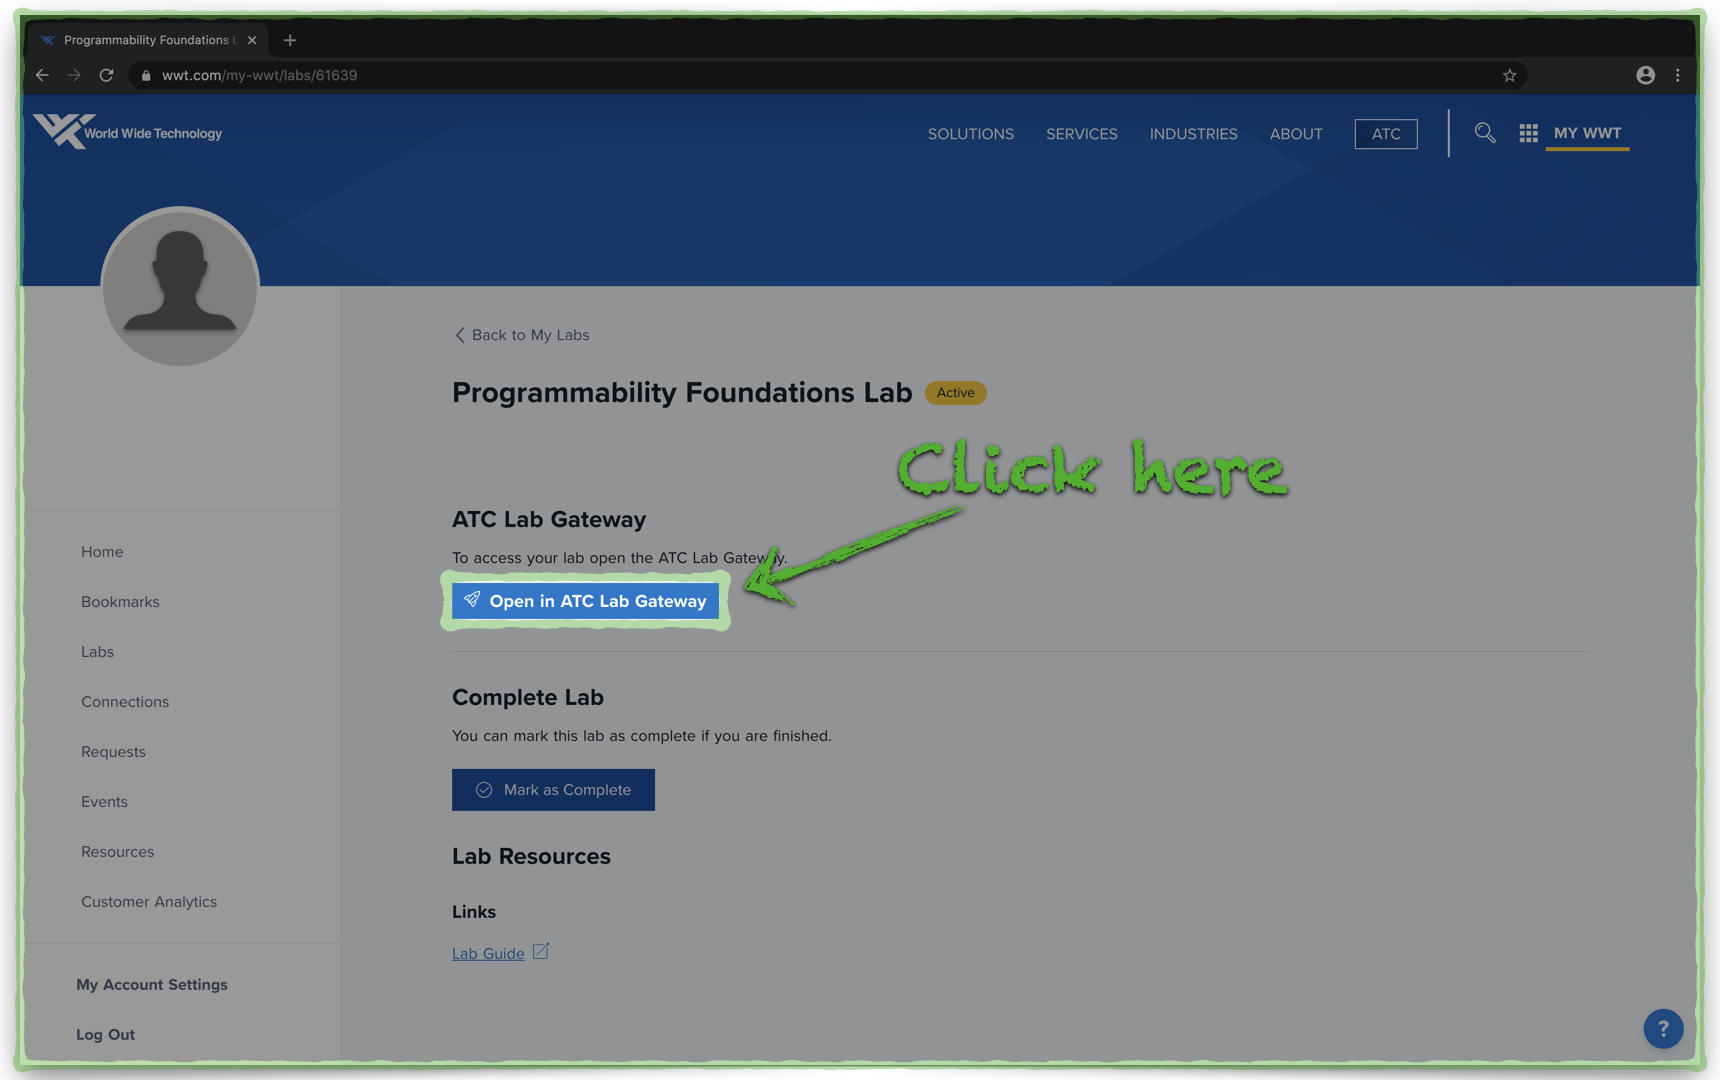 Programmability Foundations L
wwt.com/my-wwt/labs/61639
World Wide Technology
SOLUTIONS SERVICES INDUSTRIES ABOUT ATC MY WWT
Back to My Labs
Programmability Foundations Lab Active
Click here
ATC Lab Gateway
To access your lab open the ATC Lab Gateway.
Open in ATC Lab Gateway
Complete Lab
You can mark this lab as complete if you are finished.
Mark as Complete
Lab Resources
Links
Lab Guide
Home
Bookmarks
Labs
Connections
Requests
Events
Resources
Customer Analytics
My Account Settings
Log Out
?